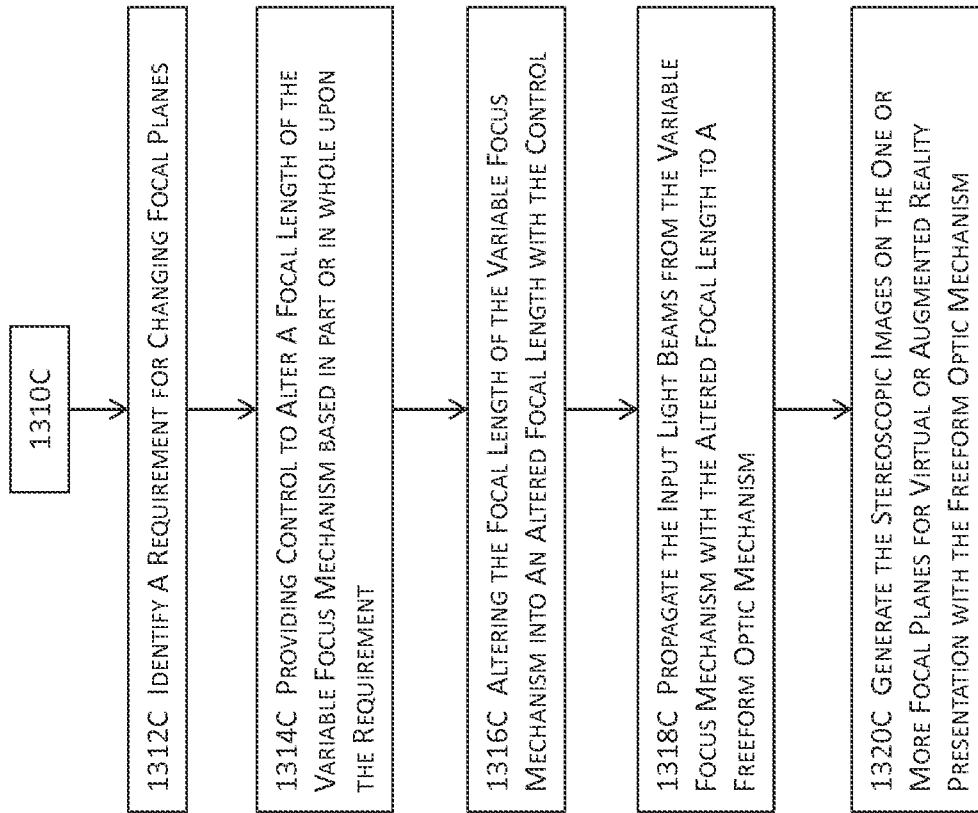 1310C
1312C IDENTIFY A REQUIREMENT FOR CHANGING FOCAL PLANES
1314C PROVIDING CONTROL TO ALTER A FOCAL LENGTH OF THE
VARIABLE FOCUS MECHANISM BASED IN PART OR IN WHOLE UPON
THE REQUIREMENT
1316C ALTERING THE FOCAL LENGTH OF THE VARIABLE FOCUS
MECHANISM INTO AN ALTERED FOCAL LENGTH WITH THE CONTROL
1318C PROPAGATE THE INPUT LIGHT BEAMS FROM THE VARIABLE
FOCUS MECHANISM WITH THE ALTERED FOCAL LENGTH TO A
FREEFORM OPTIC MECHANISM
1320C GENERATE THE STEREOSCOPIC IMAGES ON THE ONE OR
MORE FOCAL PLANES FOR VIRTUAL OR AUGMENTED REALITY
PRESENTATION WITH THE FREEFORM OPTIC MECHANISM